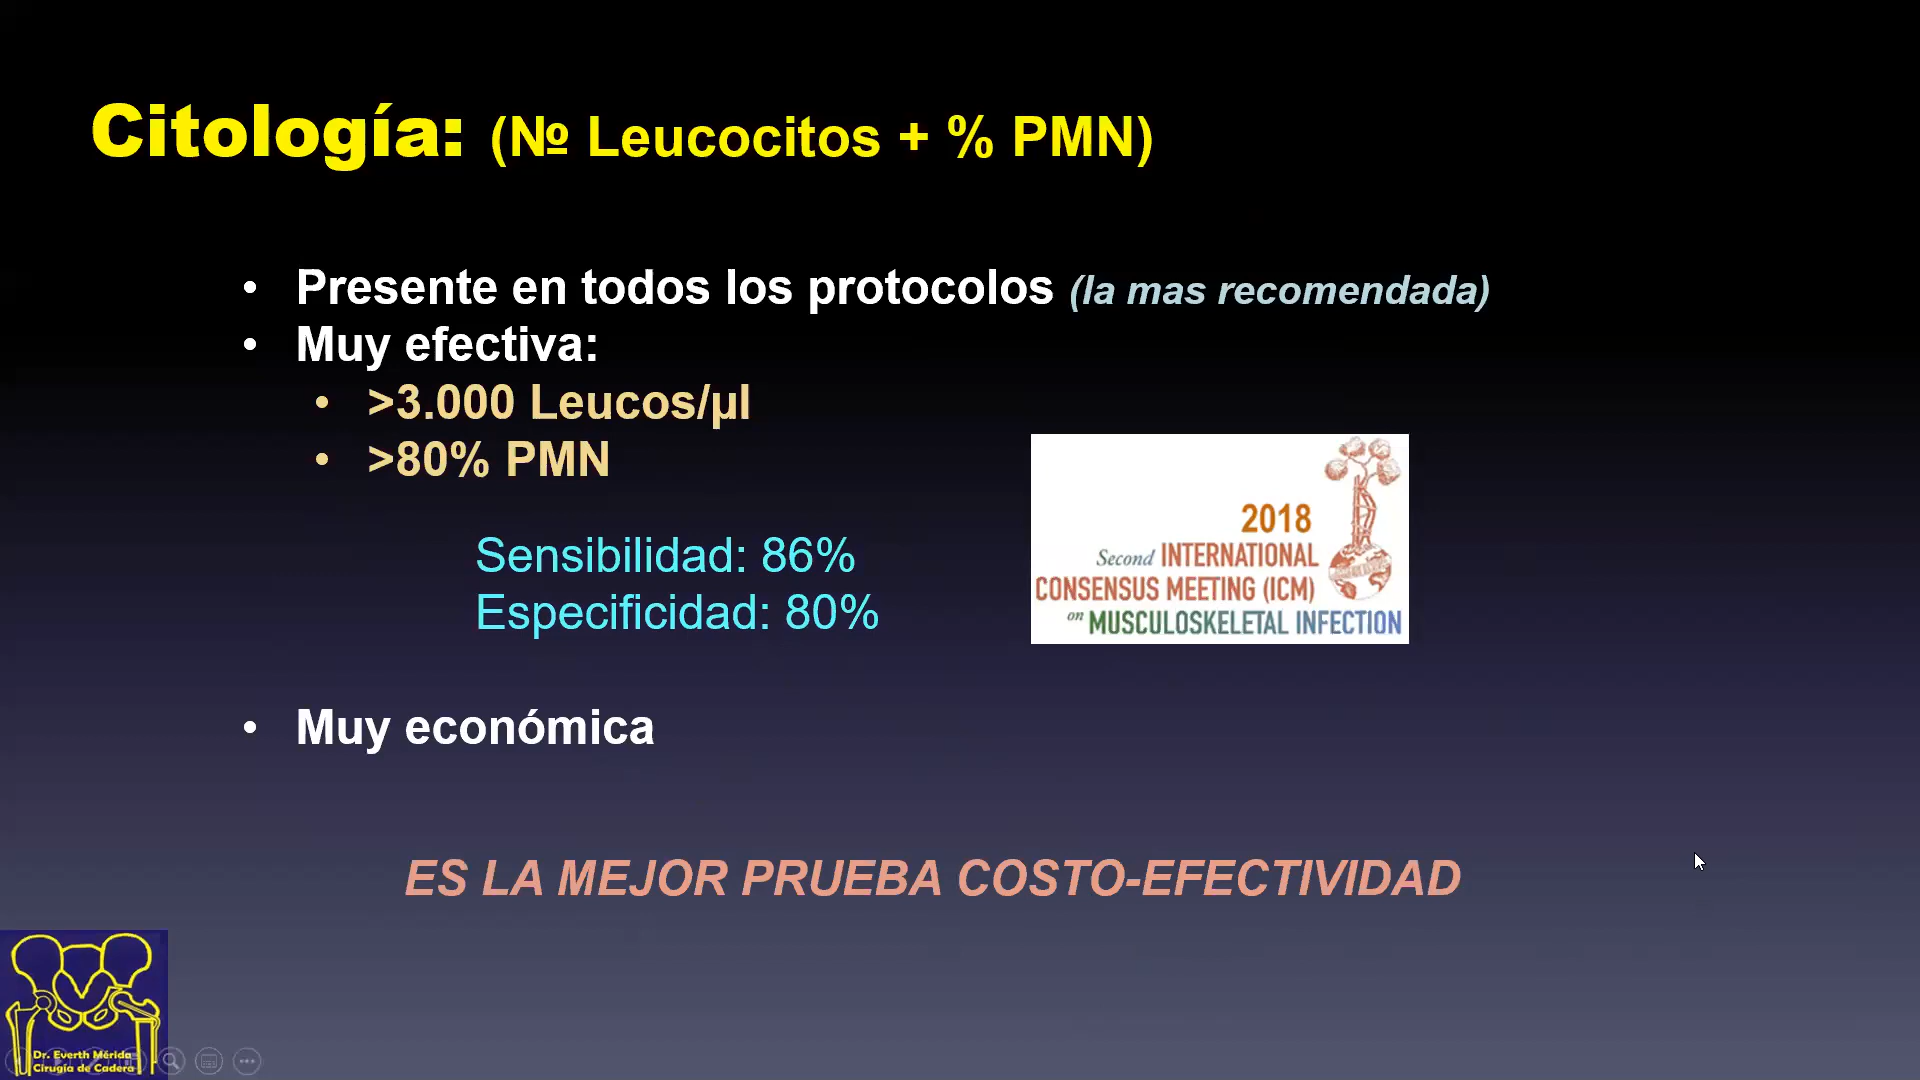 Citología: (№ Leucocitos + % PMN)
• Presente en todos los protocolos (la mas recomendada)
• Muy efectiva:
• >3.000 Leucos/µl
• >80% PMN
Sensibilidad: 86%
Especificidad: 80%
2018
Second INTERNATIONAL
CONSENSUS MEETING (ICM)
on MUSCULOSKELETAL INFECTION
• Muy económica
ES LA MEJOR PRUEBA COSTO-EFECTIVIDAD
Dr. Everth Mérida
Cirugía de Cadera